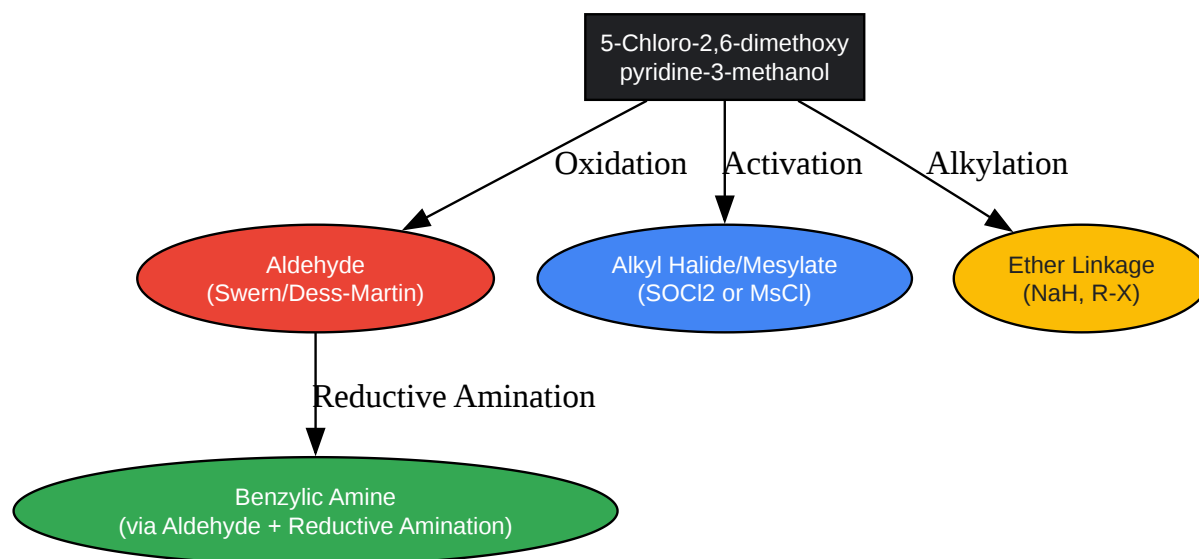 5-Chloro-2,6-dimethoxy
pyridine-3-methanol
Oxidation
Activation
Alkylation
Aldehyde
(Swern/Dess-Martin)
Alkyl Halide/Mesylate
(SOCl2 or MsCl)
Ether Linkage
(NaH, R-X)
Reductive Amination
Benzylic Amine
(via Aldehyde + Reductive Amination)